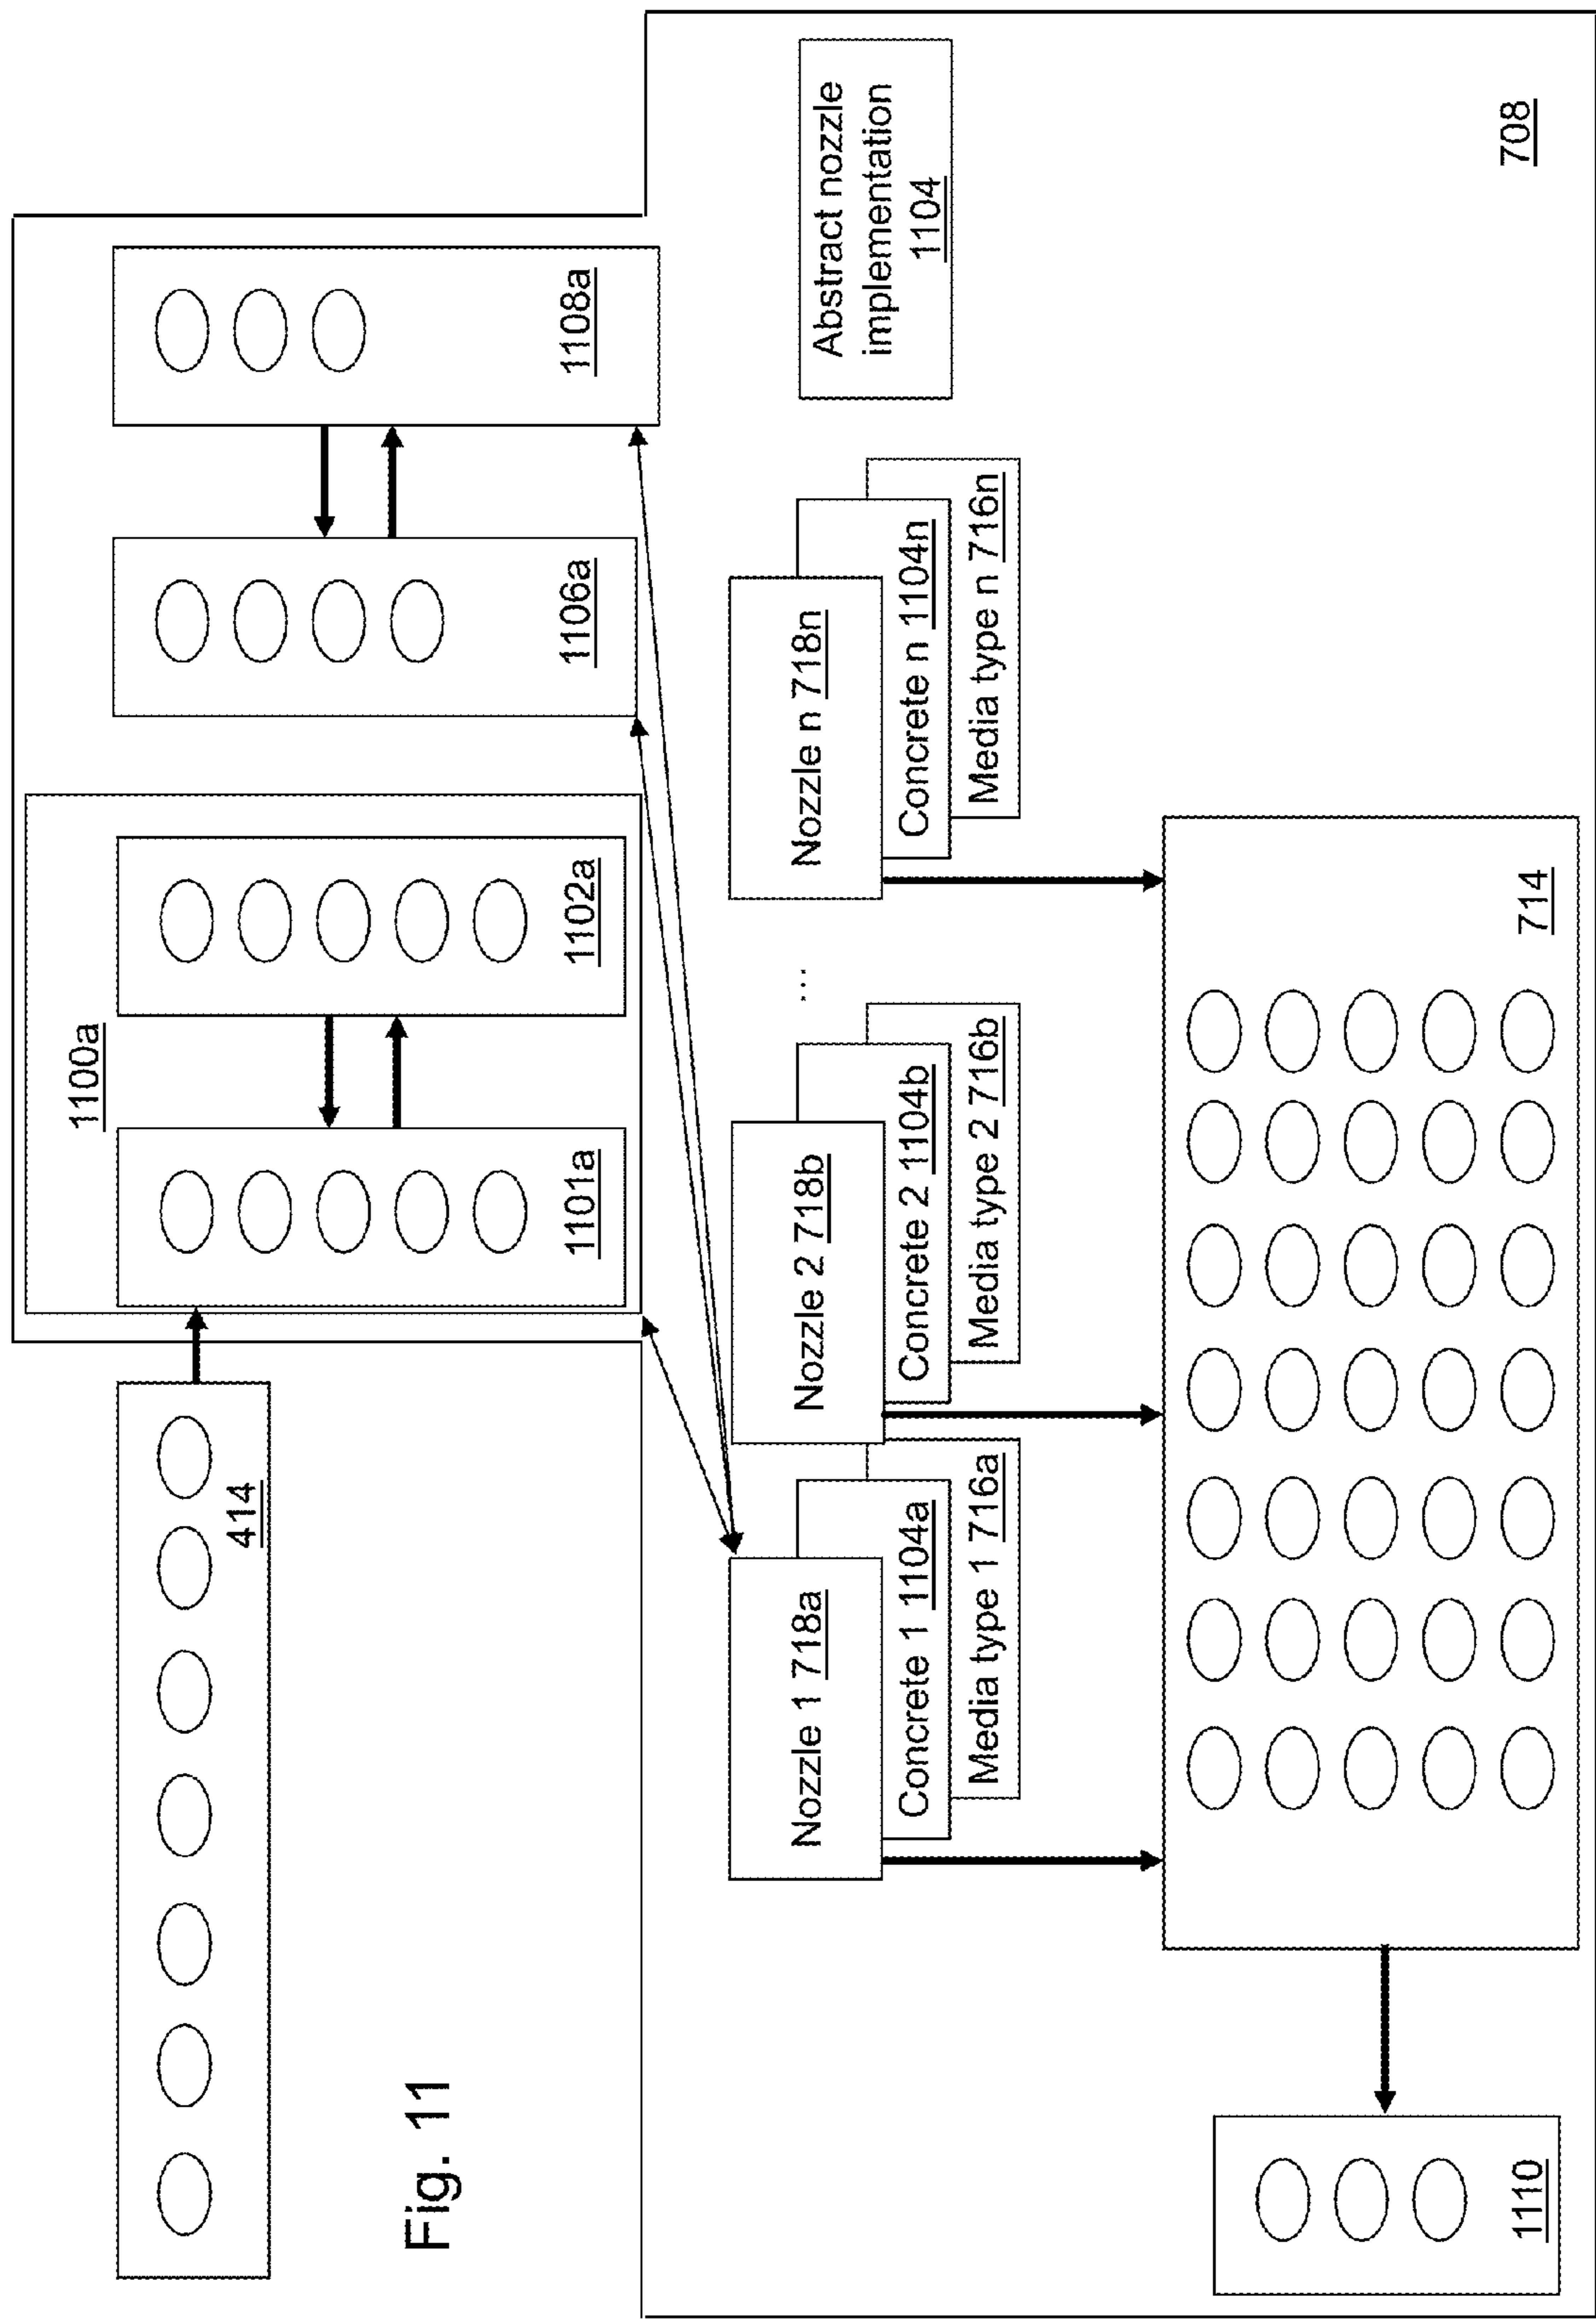 Fig. 11
414
1100a
1101a
1102a
1106a
1108a
Nozzle 1 718a
Concrete 1 1104a
Media type 1 716a
Nozzle 2 718b
Concrete 2 1104b
Media type 2 716b
...
Nozzle n 718n
Concrete n 1104n
Media type n 716n
Abstract nozzle
implementation
1104
714
1110
708